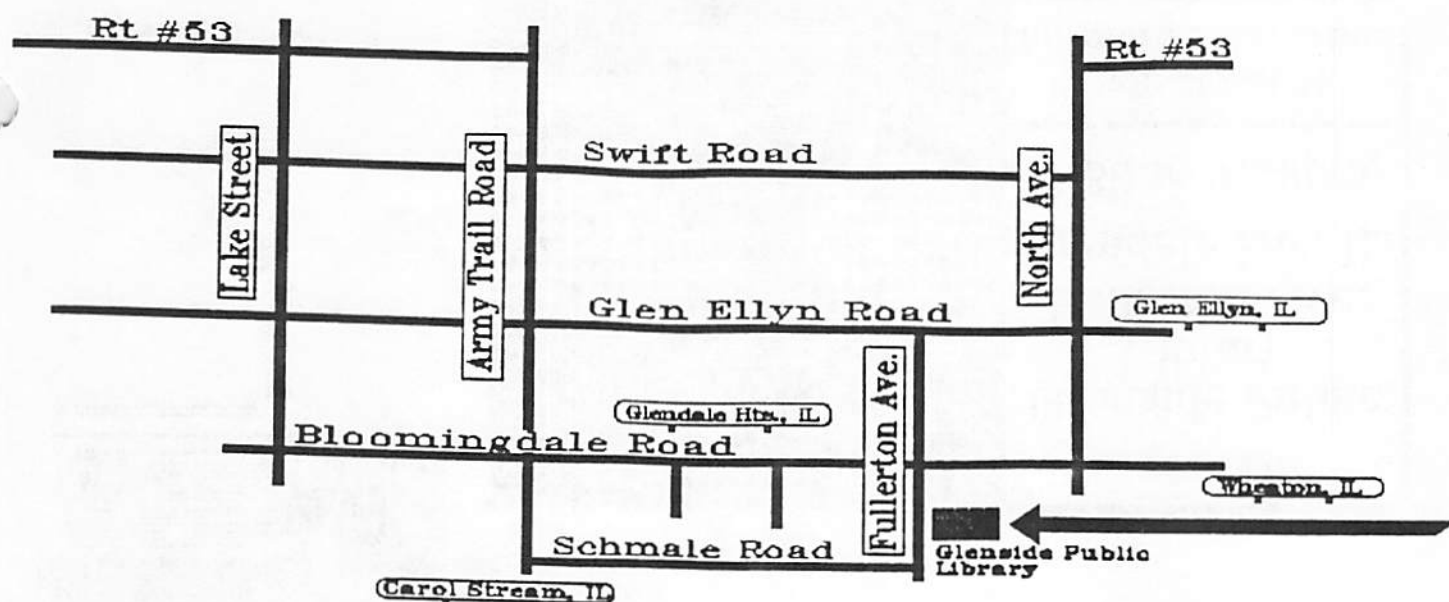 Rt #53
Rt #53
Swift Road
Lake Street
Army Trail Road
North Ave.
Glen Ellyn Road
Glen Ellyn, IL
Fullerton Ave.
Glendale Hts., IL
Bloomingdale Road
Wheaton, IL
Schmale Road
Glenside Public
Library
Carol Stream, IL